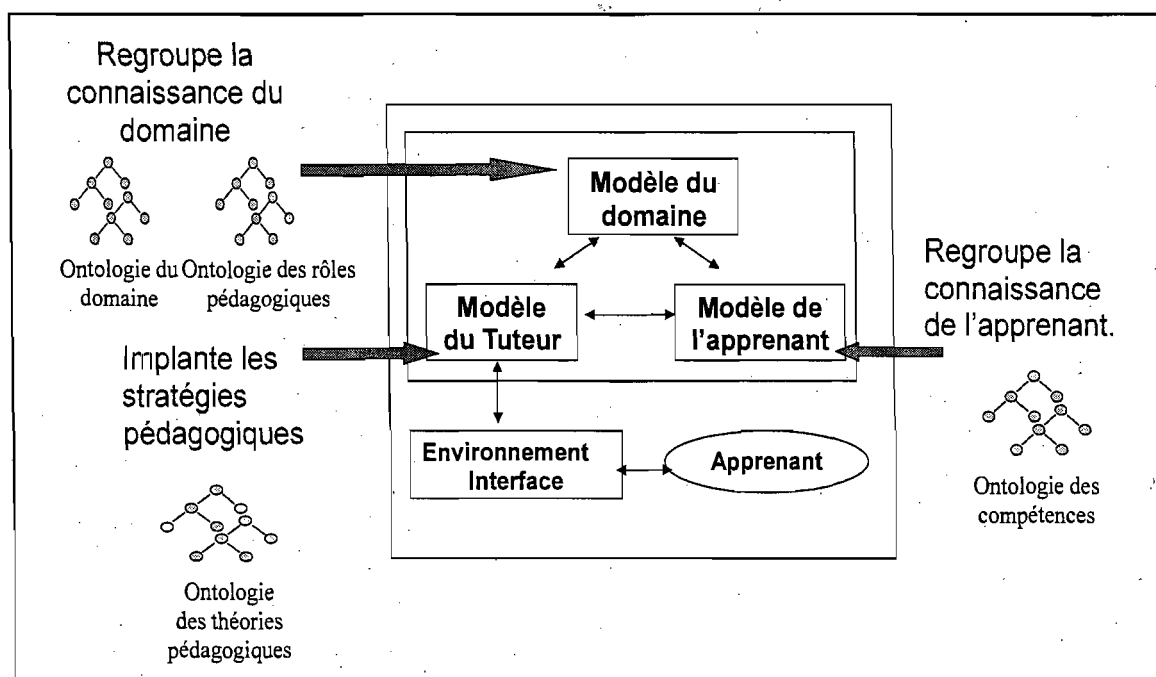 Regroupe la
connaissance du
domaine
Ontologie du
domaine
Ontologie des rôles
pédagogiques
Implante les
stratégies
pédagogiques
Ontologie
des théories
pédagogiques
Modèle du
domaine
Modèle
du Tuteur
Modèle de
l'apprenant
Environnement
Interface
Apprenant
Regroupe la
connaissance
de l'apprenant.
Ontologie des
compétences